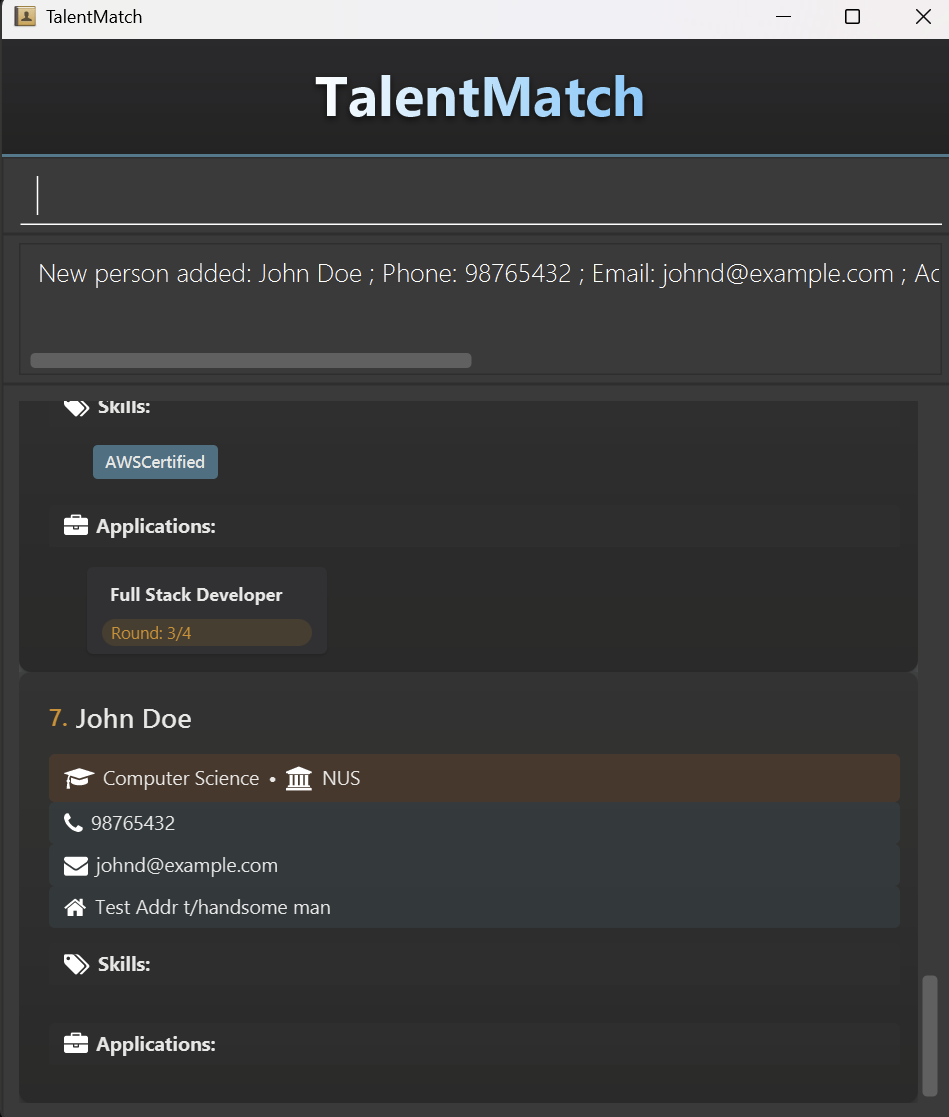 TalentMatch
TalentMatch
New person added: John Doe ; Phone: 98765432 ; Email: johnd@example.com ;
Skills:
AWSCertified
Applications:
Full Stack Developer
Round: 3/4
7. John Doe
Computer Science • NUS
98765432
johnd@example.com
Test Addr t/handsome man
Skills:
Applications: